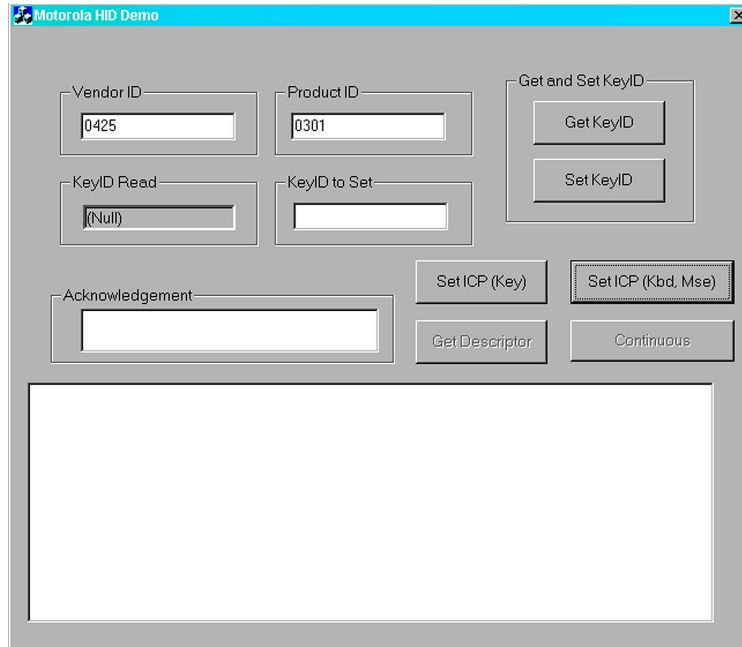 Motorola HID Demo
Vendor ID
Product ID
Get and Set KeyID
0425
0301
Get KeyID
KeyID Read
KeyID to Set
Set KeyID
(Null)
Acknowledgement
Set ICP (Key)
Set ICP (Kbd, Mse)
Get Descriptor
Continuous